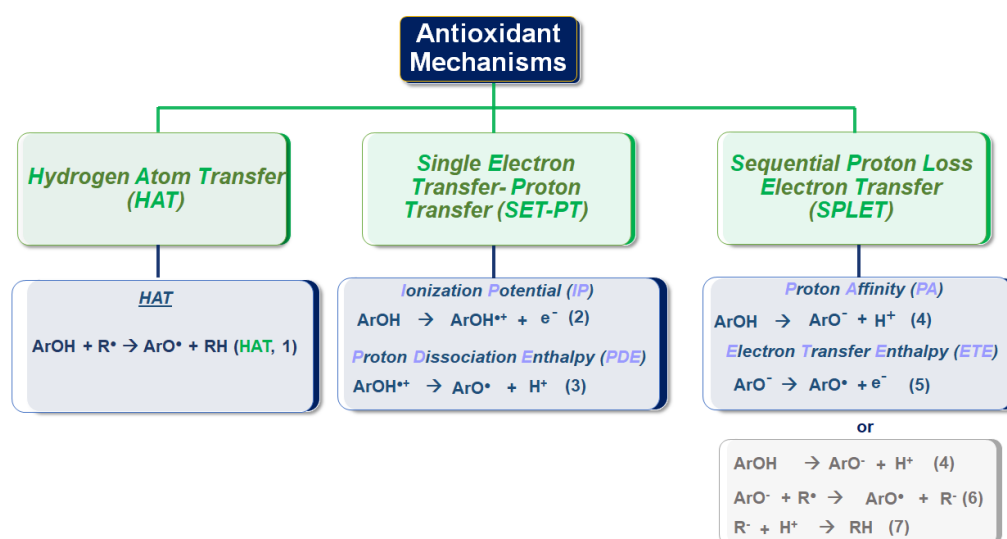 Antioxidant
Mechanisms
Hydrogen Atom Transfer
(HAT)
Single Electron
Transfer- Proton
Transfer (SET-PT)
Sequential Proton Loss
Electron Transfer
(SPLET)
HAT
ArOH + R• → ArO• + RH (HAT, 1)
Ionization Potential (IP)
ArOH → ArOH•+ + e- (2)
Proton Dissociation Enthalpy (PDE)
ArOH•+ → ArO• + H+ (3)
Proton Affinity (PA)
ArOH → ArO- + H+ (4)
Electron Transfer Enthalpy (ETE)
ArO- → ArO• + e- (5)
or
ArOH → ArO- + H+ (4)
ArO- + R• → ArO• + R- (6)
R- + H+ → RH (7)